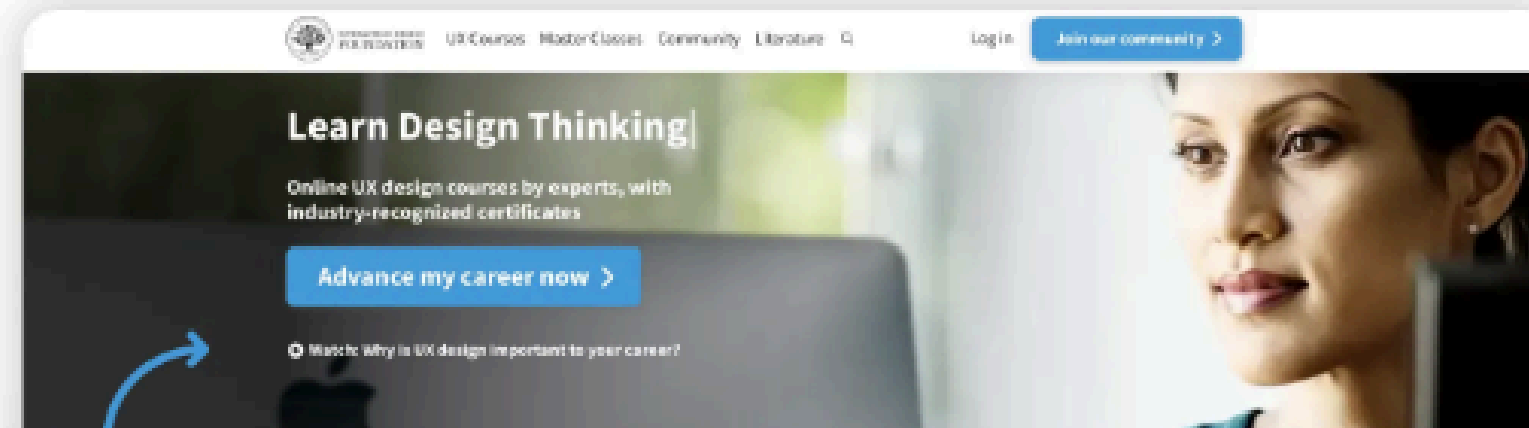 FOUNDATION
UX Courses Master Classes Community Literature
Log in
Join our community
Learn Design Thinking
Online UX design courses by experts, with
industry-recognized certificates
Advance my career now
Watch: Why is UX design important to your career?